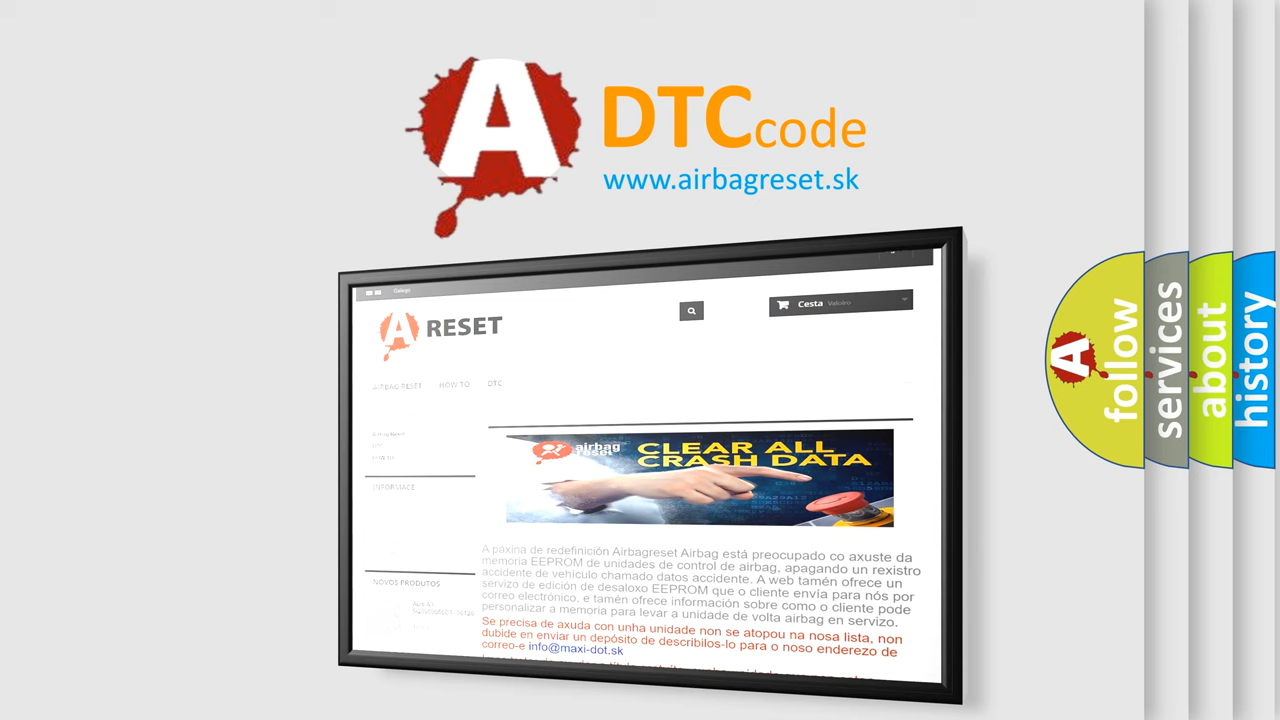 A DTCcode
www.airbagreset.sk
Galego
A RESET
Cesta Valeiro
AIRBAG RESET HOW TO DTC
INFORMACE
airbag
reset
CLEAR ALL
CRASH DATA
A páxina de redefinición Airbagreset Airbag está preocupado co axuste da
memoria EEPROM de unidades de control de airbag, apagando un rexistro
accidente de vehículo chamado datos accidente. A web tamén ofrece un
servizo de edición de desaloxo EEPROM que o cliente envía para nós por
correo electrónico, e tamén ofrece información sobre como o cliente pode
personalizar a memoria para levar a unidade de volta airbag en servizo.
Se precisa de axuda con unha unidade non se atopou na nosa lista, non
dubide en enviar un depósito de describilos-lo para o noso enderezo de
correo-e info@maxi-dot.sk
NOVOS PRODUTOS
A
follow
services
about
history